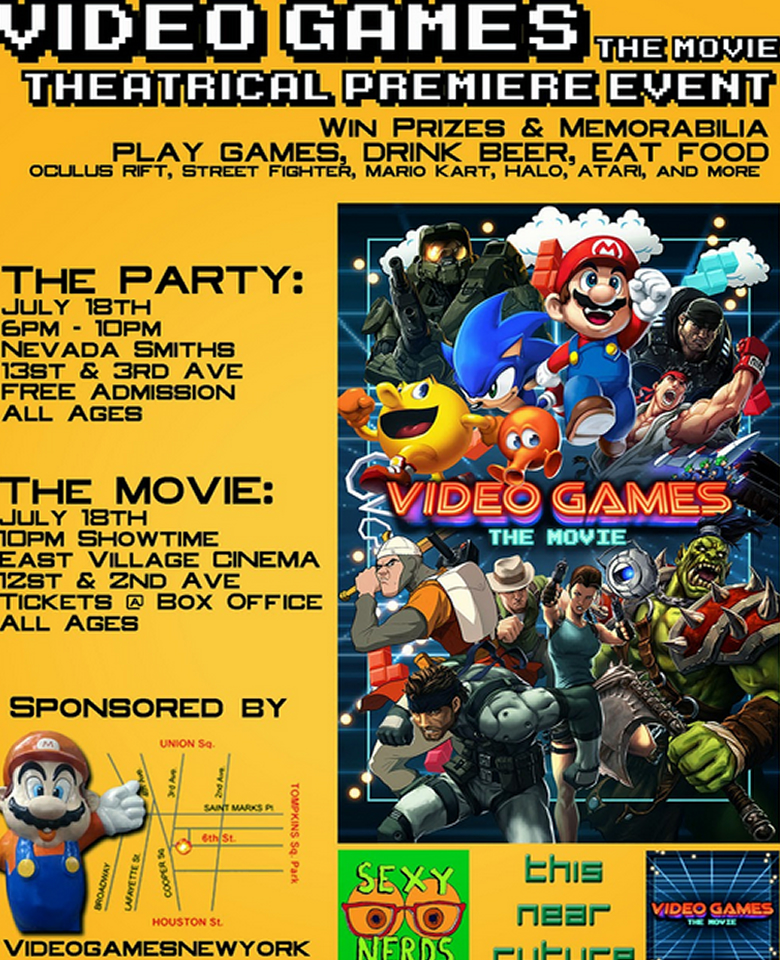 VIDEO GAMES THE MOVIE
THEATRICAL PREMIERE EVENT
WIN PRIZES & MEMORABILIA
PLAY GAMES, DRINK BEER, EAT FOOD
OCULUS RIFT, STREET FIGHTER, MARIO KART, HALO, ATARI, AND MORE
THE PARTY:
JULY 18TH
6PM - 10PM
NEVADA SMITHS
13ST & 3RD AVE
FREE ADMISSION
ALL AGES
THE MOVIE:
JULY 18TH
10PM SHOWTIME
EAST VILLAGE CINEMA
12ST & 2ND AVE
TICKETS @ BOX OFFICE
ALL AGES
M
VIDEO GAMES
THE MOVIE
SPONSORED BY
M
UNION Sq.
4th Ave.
3rd Ave.
2nd Ave.
SAINT MARKS Pl.
6th St.
TOMPKINS Sq. Park
BROADWAY
LAFAYETTE St.
COOPER Sq
HOUSTON St.
VIDEOGAMESNEWYORK
SEXY
NERDS
this
near
future
VIDEO GAMES
THE MOVIE